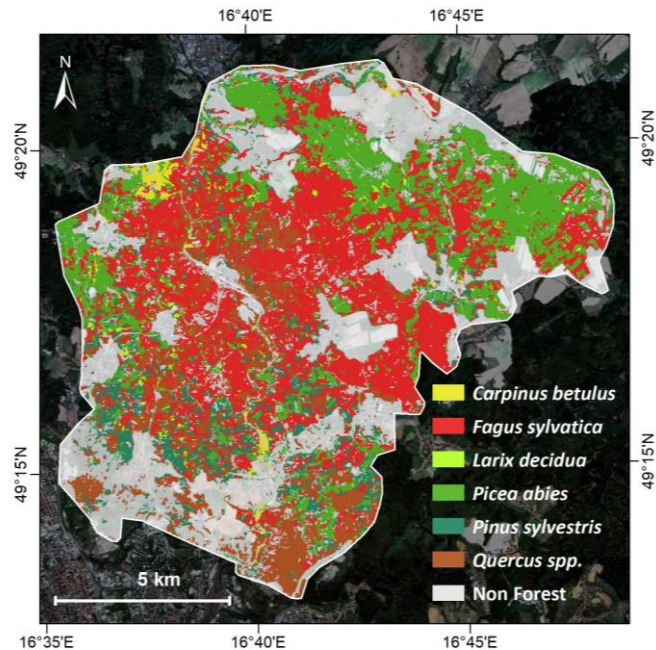 16°40'E 16°45'E
N
49°20'N
49°20'N
Carpinus betulus
Fagus sylvatica
Larix decidua
Picea abies
Pinus sylvestris
Quercus spp.
Non Forest
49°15'N
49°15'N
5 km
16°35'E 16°40'E 16°45'E